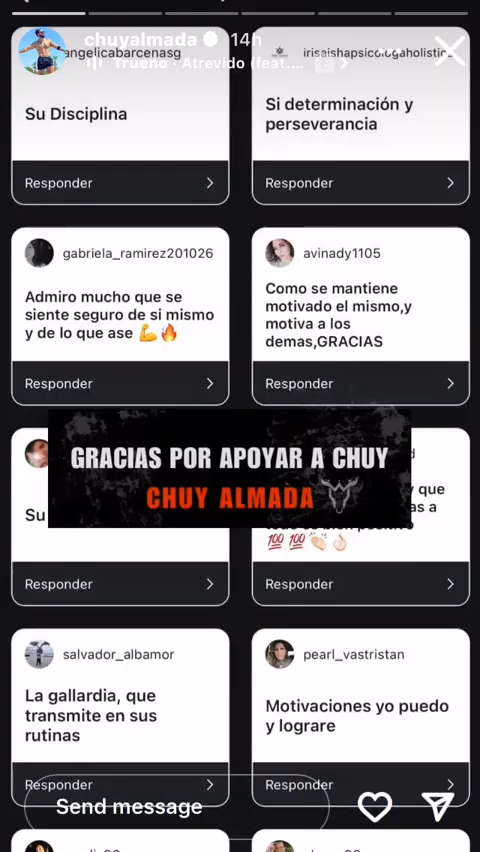 chuyalmada 14h
Trueno · Atrevido (feat.... E
angelicabarcenasg
Su Disciplina
Responder
irisaishapsicologaholistic
Si determinación y
perseverancia
Responder
gabriela_ramirez201026
Admiro mucho que se
siente seguro de si mismo
y de lo que ase 💪🔥
Responder
avinady1105
Como se mantiene
motivado el mismo,y
motiva a los
demas,GRACIAS
Responder
GRACIAS POR APOYAR A CHUY
CHUY ALMADA
Su
Responder
y que
as a
💯💯👏🏻👌🏻
Responder
salvador_albamor
La gallardia, que
transmite en sus
rutinas
Responder
pearl_vastristan
Motivaciones yo puedo
y lograre
Responder
Send message